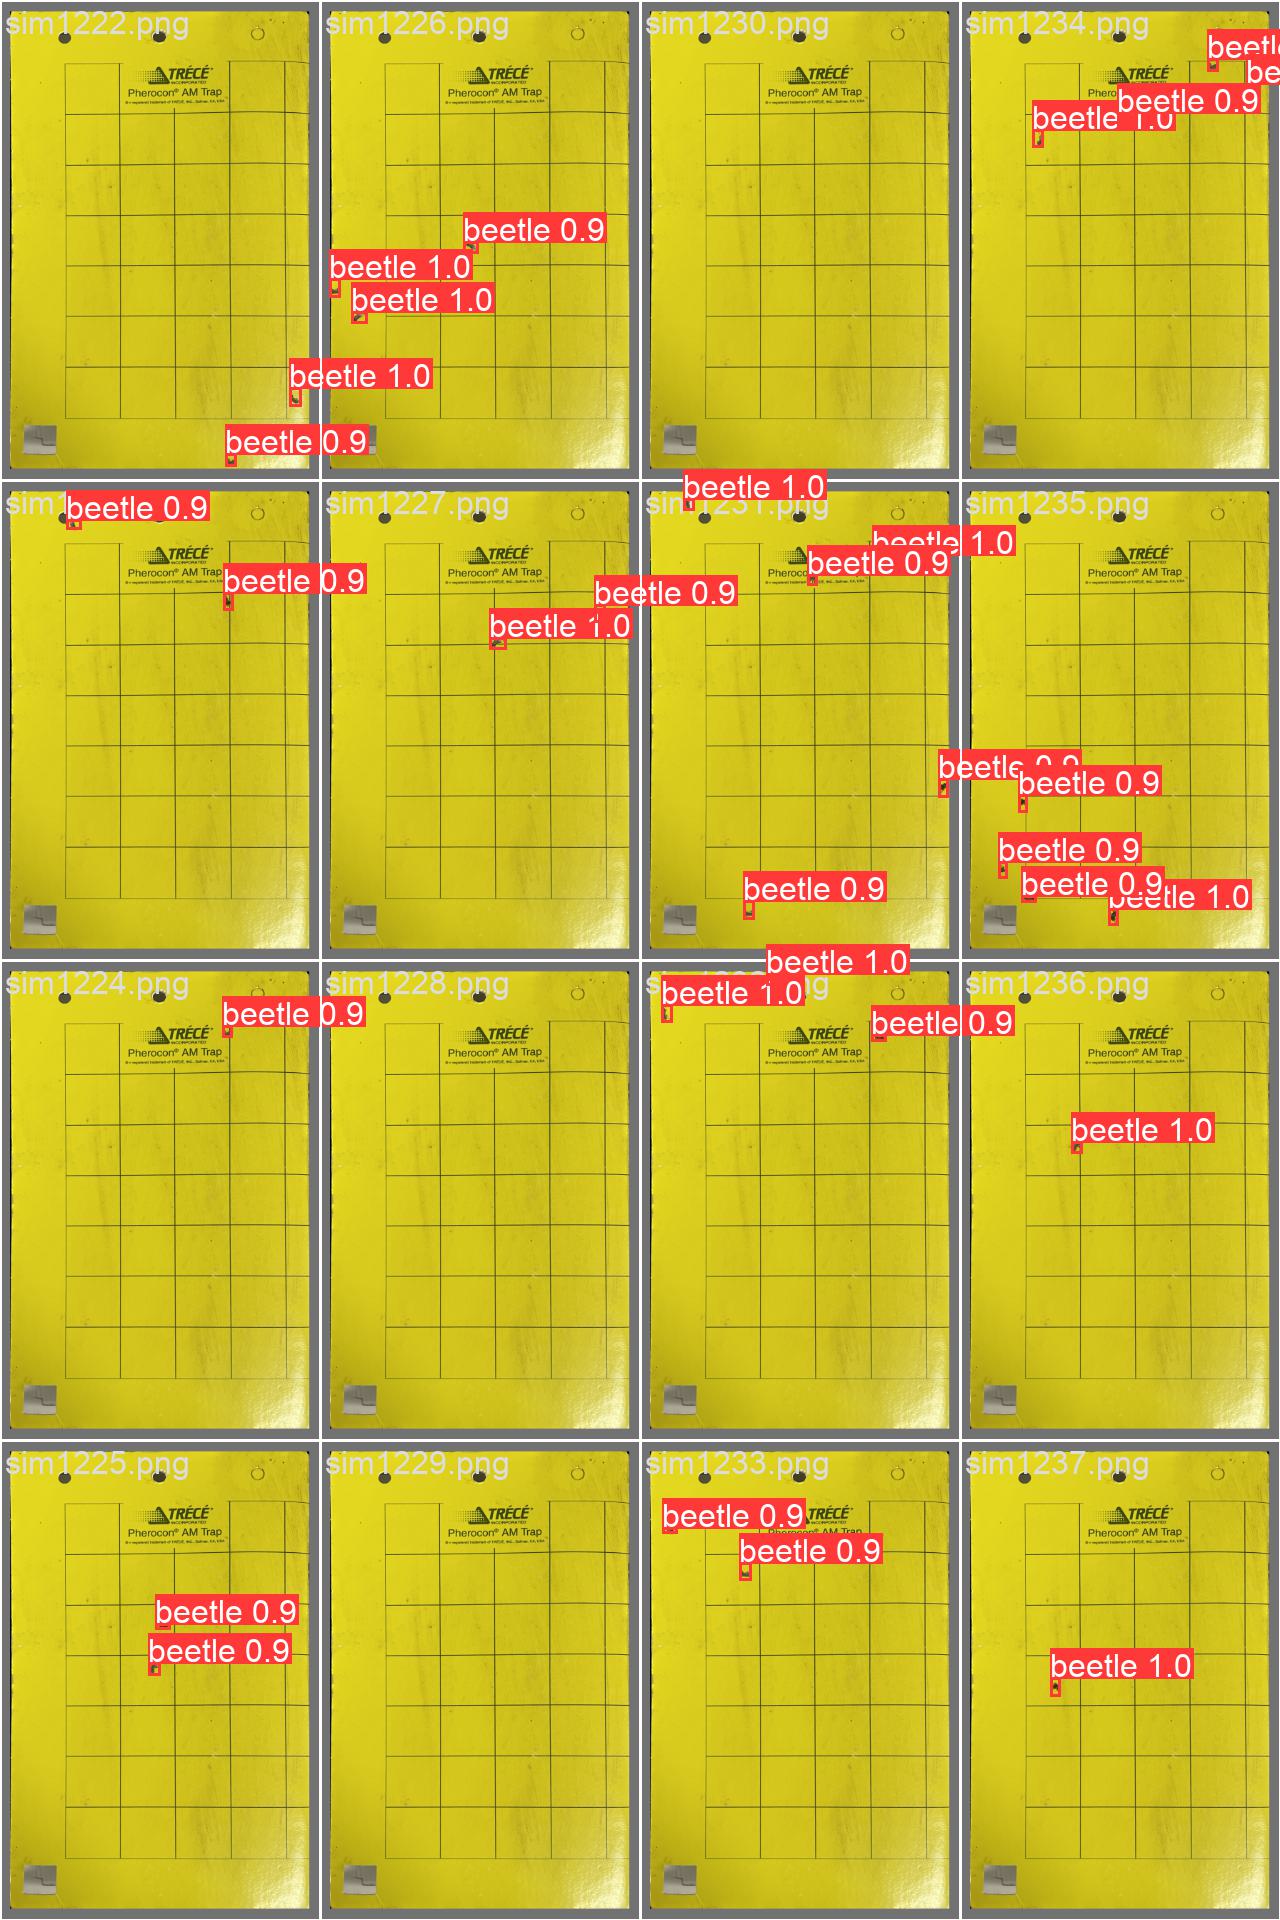 sim1222.png
TRÉCÉ
INCORPORATED
Pherocon® AM Trap
beetle 1.0
beetle 0.9
sim1226.png
TRÉCÉ
INCORPORATED
Pherocon® AM Trap
beetle 0.9
beetle 1.0
beetle 1.0
sim1230.png
TRÉCÉ
INCORPORATED
Pherocon® AM Trap
sim1234.png
beetle 0.9
beetle 1.0
beetle 0.9
beetle 0.9
TRÉCÉ
INCORPORATED
Pherocon® AM Trap
sim1227.png
TRÉCÉ
INCORPORATED
Pherocon® AM Trap
beetle 0.9
beetle 1.0
beetle 1.0
sim1231.png
beetle 1.0
beetle 0.9
beetle 0.9
beetle 0.9
sim1235.png
TRÉCÉ
INCORPORATED
Pherocon® AM Trap
beetle 0.9
beetle 0.9
beetle 0.9
beetle 1.0
sim1224.png
beetle 0.9
TRÉCÉ
INCORPORATED
Pherocon® AM Trap
sim1228.png
TRÉCÉ
INCORPORATED
Pherocon® AM Trap
beetle 1.0
beetle 1.0
beetle 0.9
TRÉCÉ
INCORPORATED
Pherocon® AM Trap
sim1236.png
TRÉCÉ
INCORPORATED
Pherocon® AM Trap
beetle 1.0
sim1225.png
TRÉCÉ
INCORPORATED
Pherocon® AM Trap
beetle 0.9
beetle 0.9
sim1229.png
TRÉCÉ
INCORPORATED
Pherocon® AM Trap
sim1233.png
beetle 0.9
TRÉCÉ
INCORPORATED
beetle 0.9
sim1237.png
TRÉCÉ
INCORPORATED
Pherocon® AM Trap
beetle 1.0